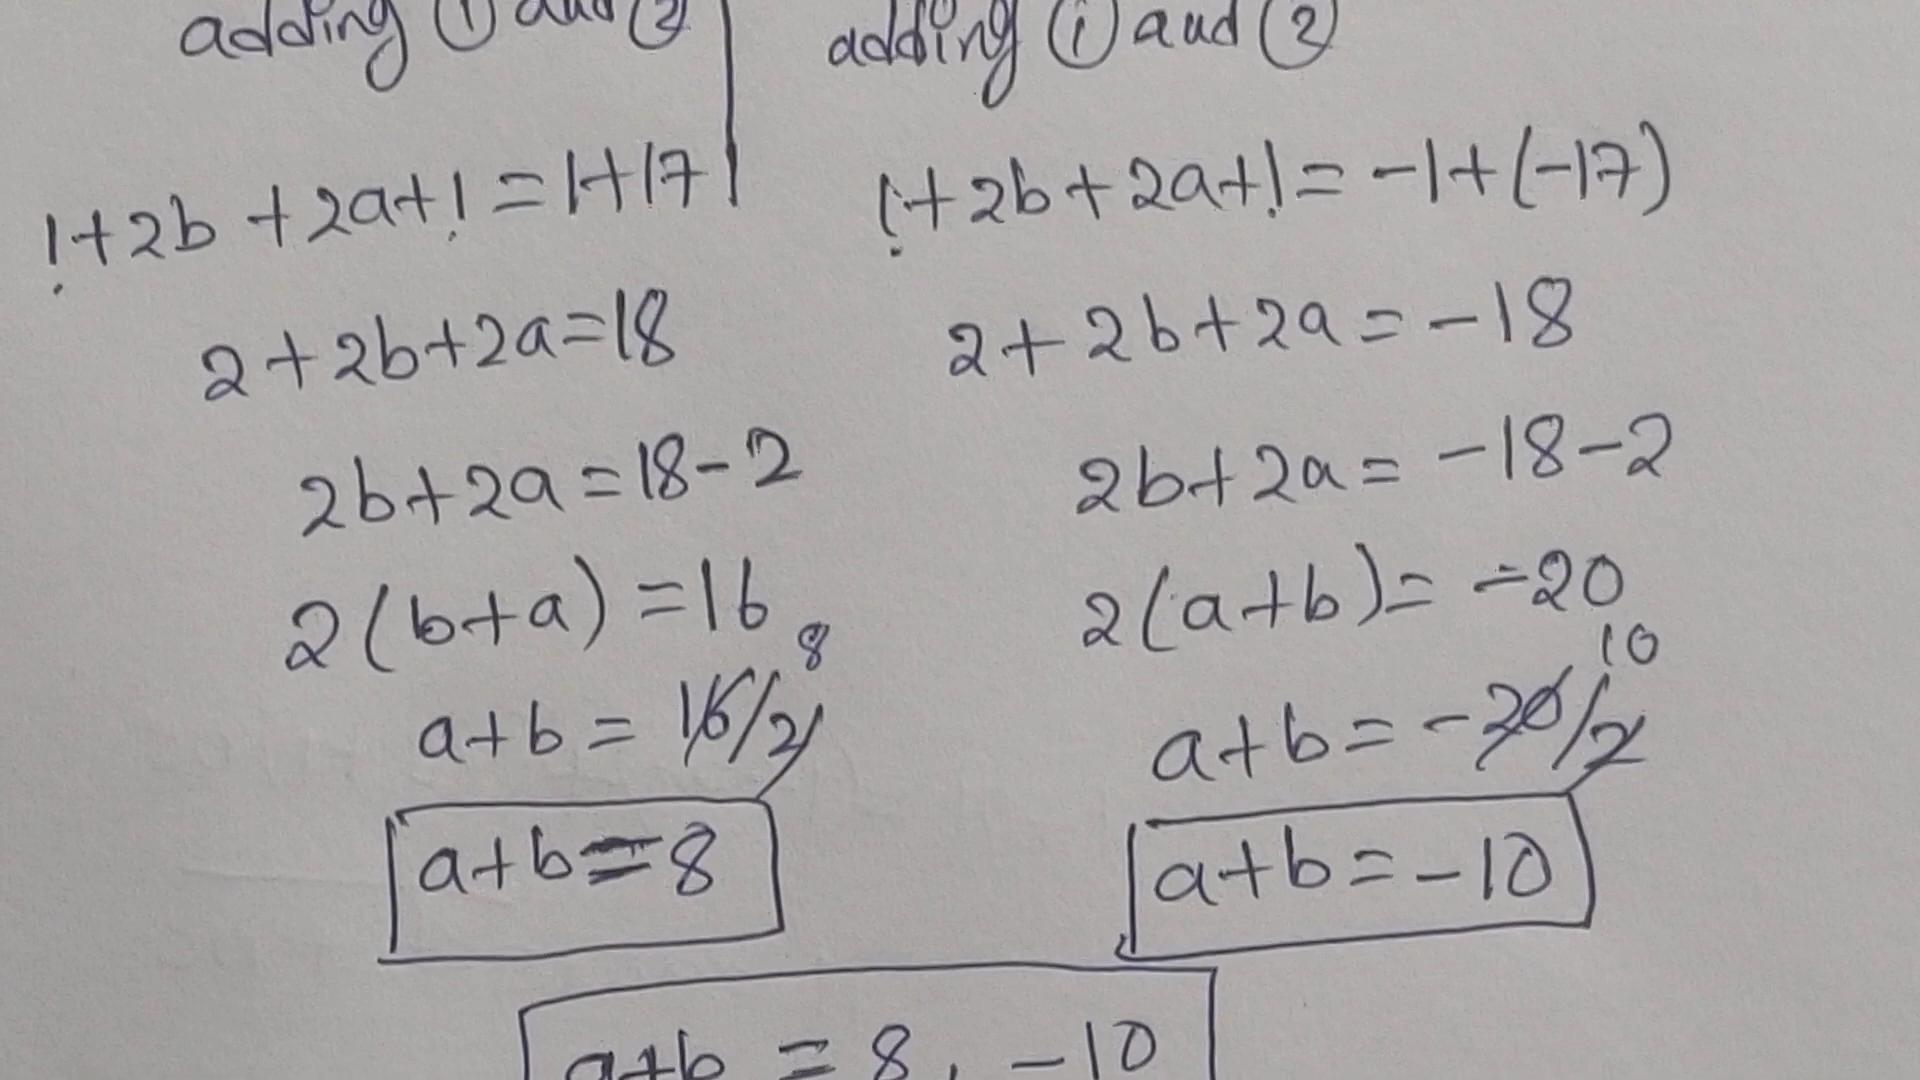 adding ① and ②
1+2b+2a+1=1+17
2+2b+2a=18
2b+2a=18-2
2(b+a)=16
8
a+b=16/2
a+b=8
adding ① and ②
1+2b+2a+1=-1+(-17)
2+2b+2a=-18
2b+2a=-18-2
2(a+b)=-20
10
a+b=-20/2
a+b=-10
a+b=8,-10